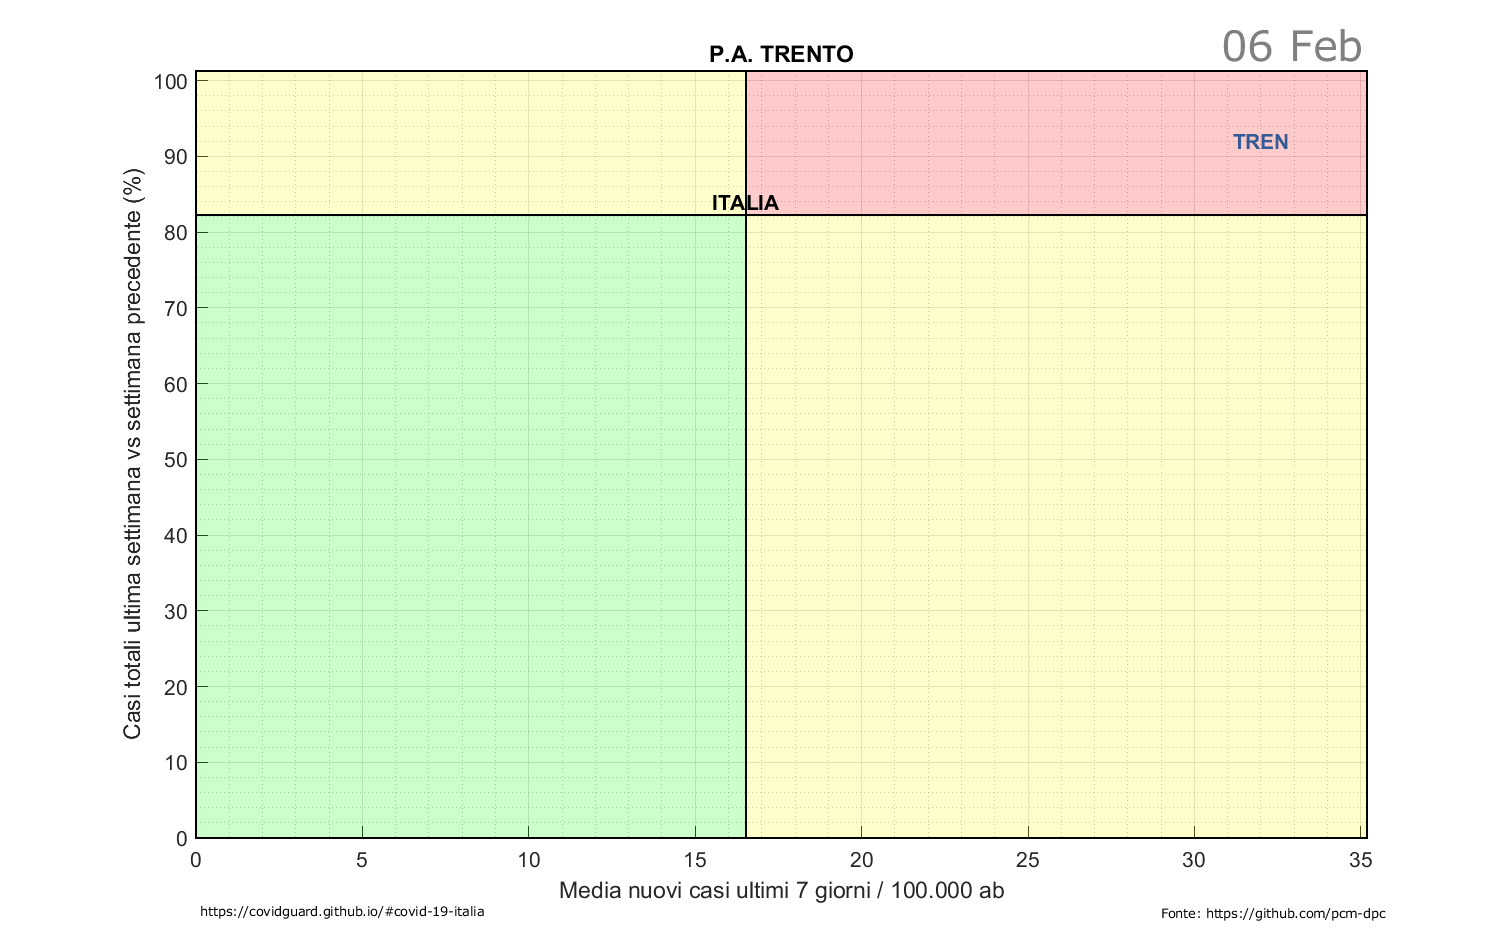 06 Feb
P.A. TRENTO
100
90
80
70
60
50
40
30
20
10
0
Casi totali ultima settimana vs settimana precedente (%)
TREN
ITALIA
0 5 10 15 20 25 30 35
Media nuovi casi ultimi 7 giorni / 100.000 ab
https://covidguard.github.io/#covid-19-italia
Fonte: https://github.com/pcm-dpc